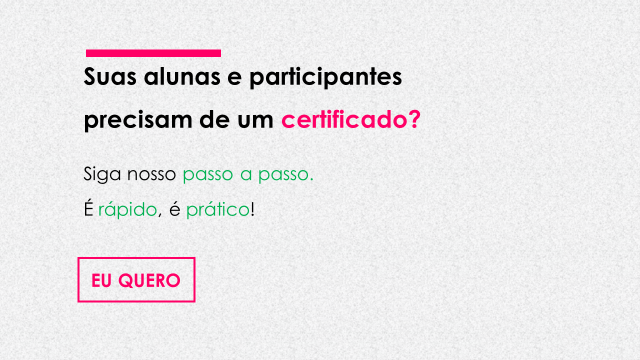 Suas alunas e participantes
precisam de um certificado?
Siga nosso passo a passo.
É rápido, é prático!
EU QUERO